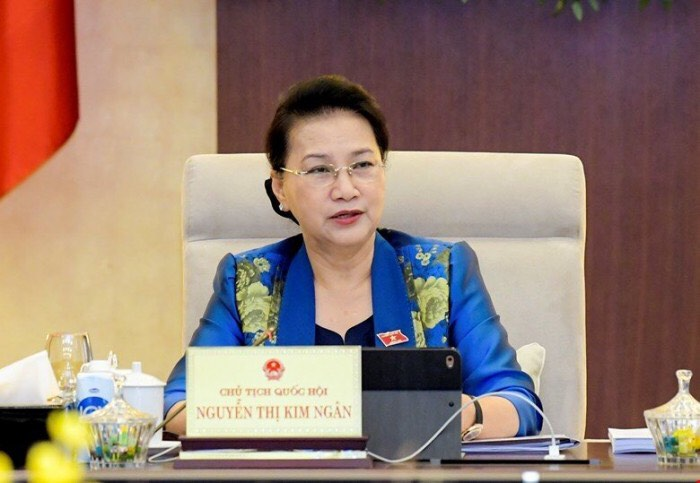 CHỦ TỊCH QUỐC HỘI
NGUYỄN THỊ KIM NGÂN